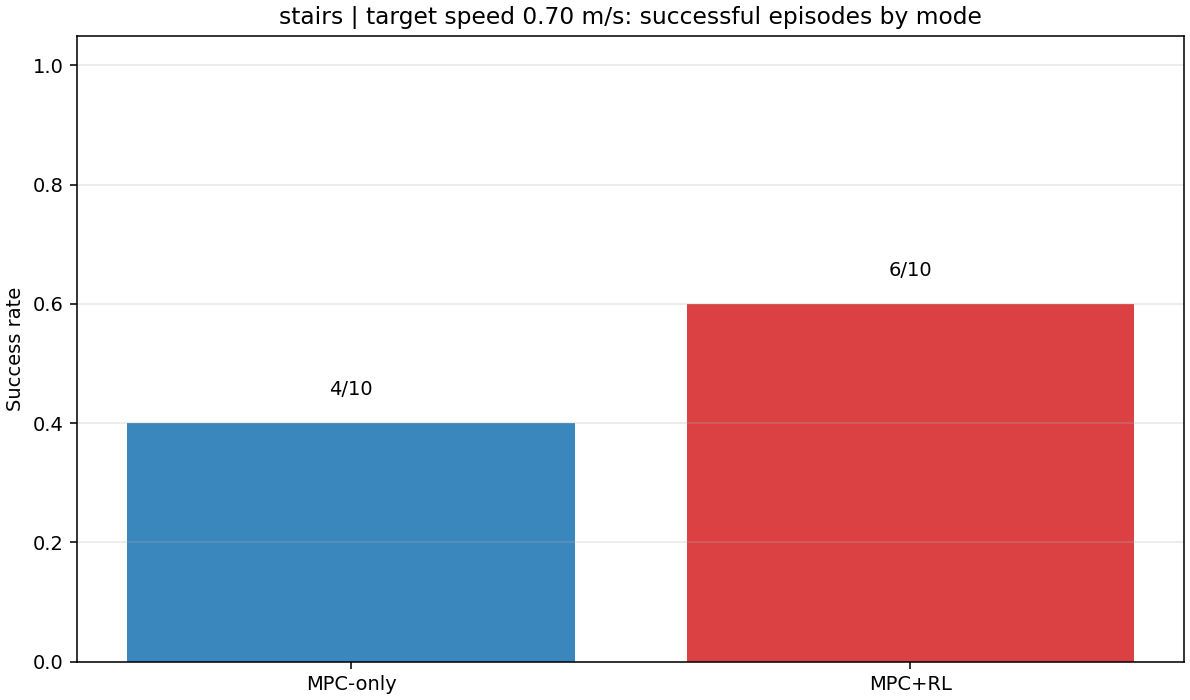 stairs | target speed 0.70 m/s: successful episodes by mode
Success rate
1.0
0.8
0.6
0.4
0.2
0.0
4/10
6/10
MPC-only
MPC+RL